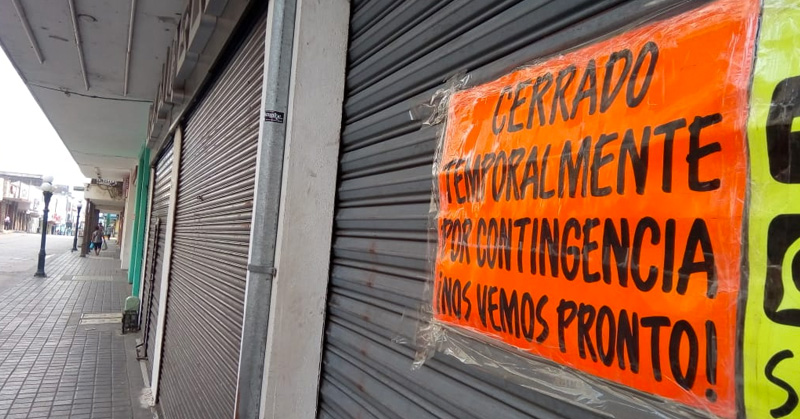 CERRADO
TEMPORALMENTE
POR CONTINGENCIA
¡NOS VEMOS PRONTO!